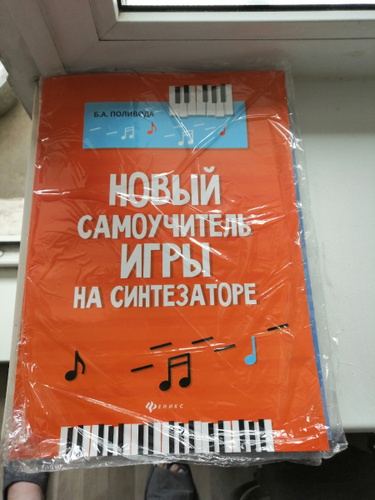 Б.А. ПОЛИВОДА
НОВЫЙ
САМОУЧИТЕЛЬ
ИГРЫ
НА СИНТЕЗАТОРЕ
ФЕНИКС